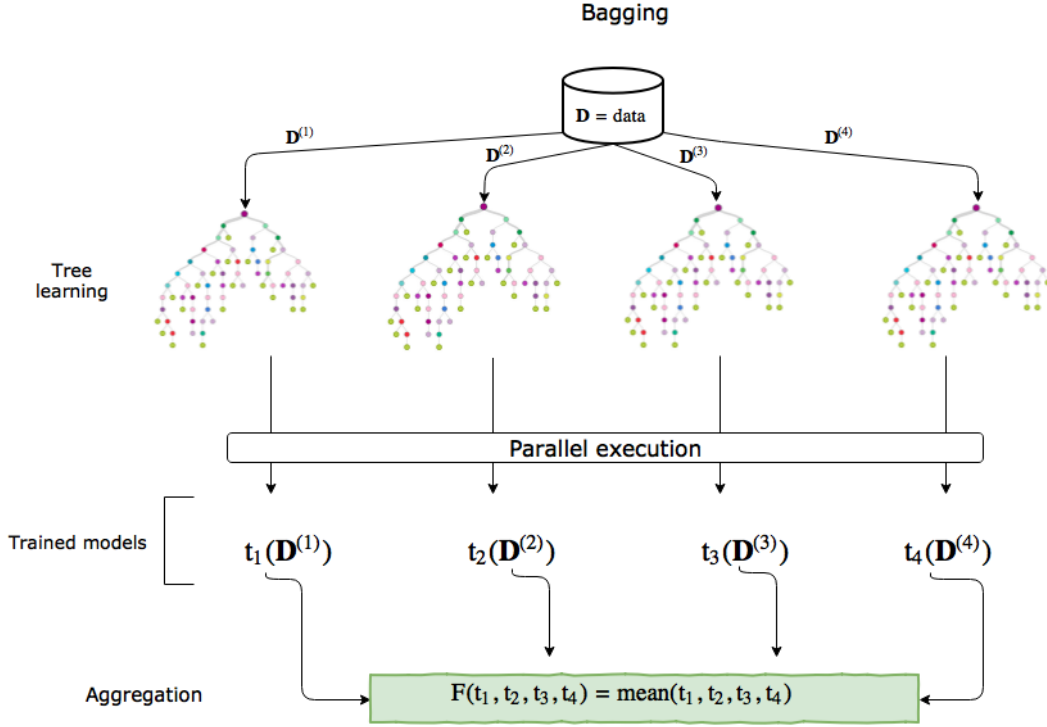 Bagging
D = data
D(1)
D(2)
D(3)
D(4)
Tree
learning
Parallel execution
Trained models
t₁(D(1))
t₂(D(2))
t₃(D(3))
t₄(D(4))
Aggregation
F(t₁, t₂, t₃, t₄) = mean(t₁, t₂, t₃, t₄)